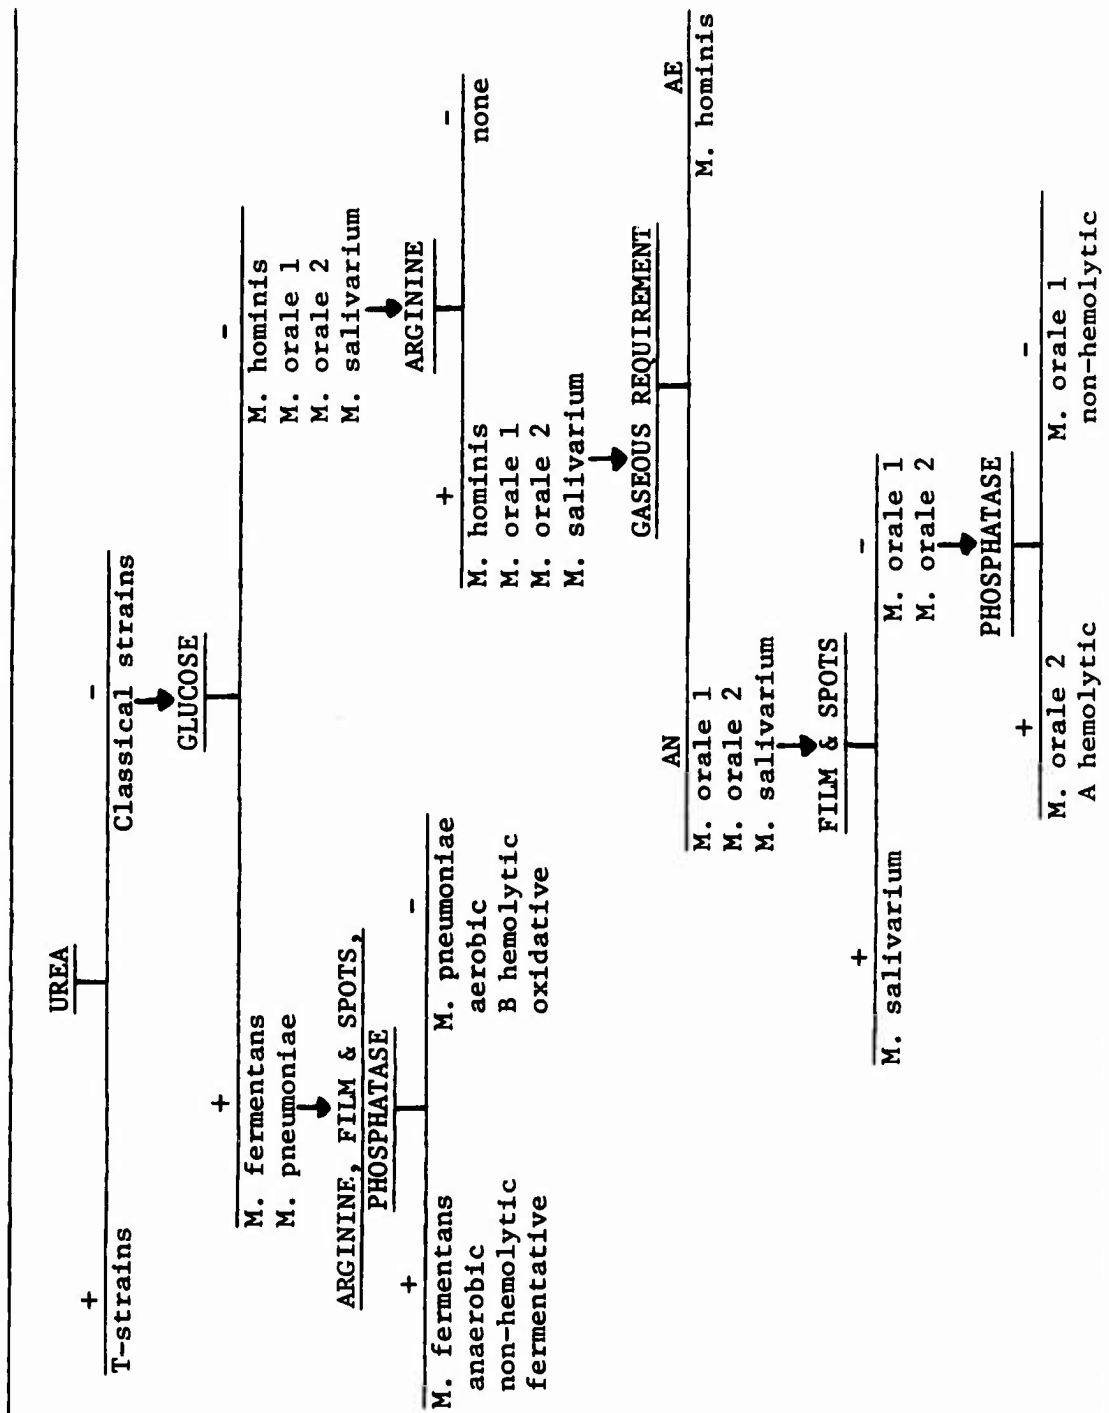 UREA
+
-
T-strains
Classical strains
GLUCOSE
+
-
M. fermentans
M. pneumoniae
M. hominis
M. orale 1
M. orale 2
M. salivarium
ARGININE, FILM & SPOTS,
PHOSPHATASE
+
-
M. fermentans
anaerobic
non-hemolytic
fermentative
M. pneumoniae
aerobic
B hemolytic
oxidative
ARGININE
+
-
M. hominis
M. orale 1
M. orale 2
M. salivarium
none
GASEOUS REQUIREMENT
AN
AE
M. orale 1
M. orale 2
M. salivarium
M. hominis
FILM & SPOTS
+
-
M. salivarium
M. orale 1
M. orale 2
PHOSPHATASE
+
-
M. orale 2
A hemolytic
M. orale 1
non-hemolytic